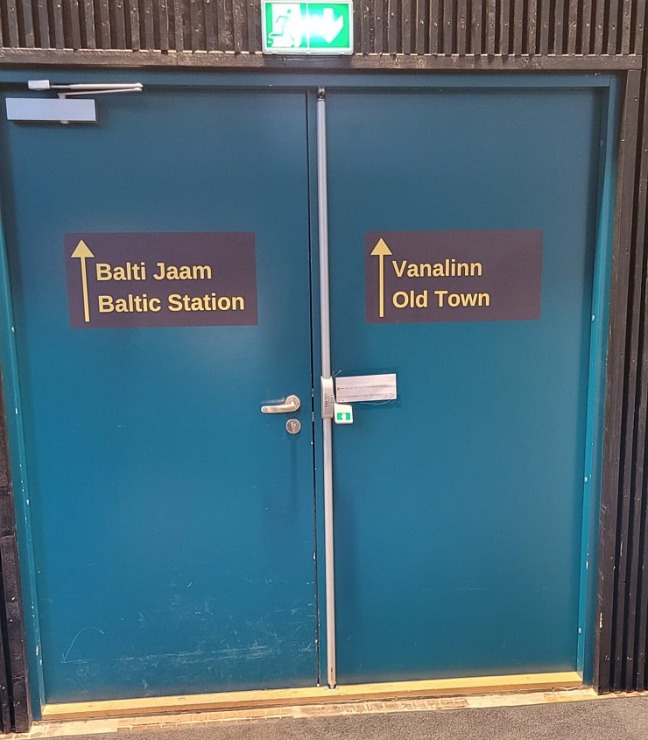 Balti Jaam
Baltic Station
Vanalinn
Old Town